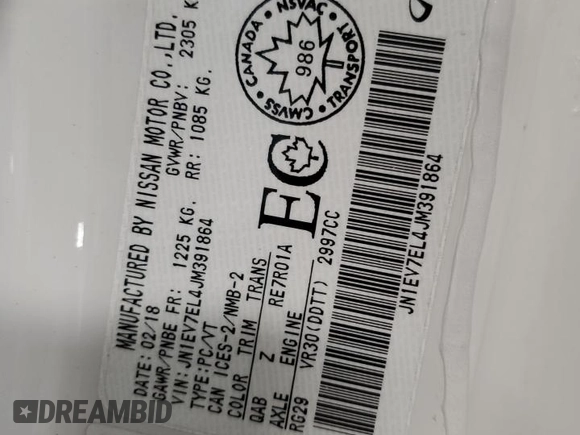 MANUFACTURED BY NISSAN MOTOR CO.,LTD.
DATE: 02/18 GVWR/PNBV: 2305 K
GAWR/PNBE FR: 1225 KG. RR: 1085 KG.
VIN: JN1EV7EL4JM391864
TYPE:PC/VT
CAN ICES-2/NMB-2
COLOR TRIM TRANS
QAB Z RE7R01A
AXLE ENGINE
RG29 VR30(DDTT) 2997CC
CANADA • NSVAC • TRANSPORT • CMVSS
986
EC
JN1EV7EL4JM391864
DREAMBID